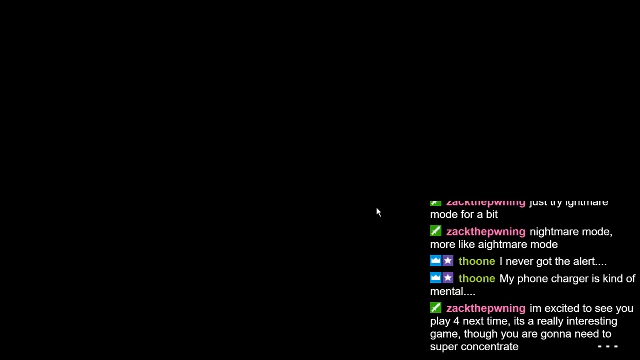 zackthepwning just try ightmare
mode for a bit
zackthepwning nightmare mode,
more like aightmare mode
thoone I never got the alert....
thoone My phone charger is kind of
mental....
zackthepwning im excited to see you
play 4 next time, its a really interesting
game, though you are gonna need to
super concentrate